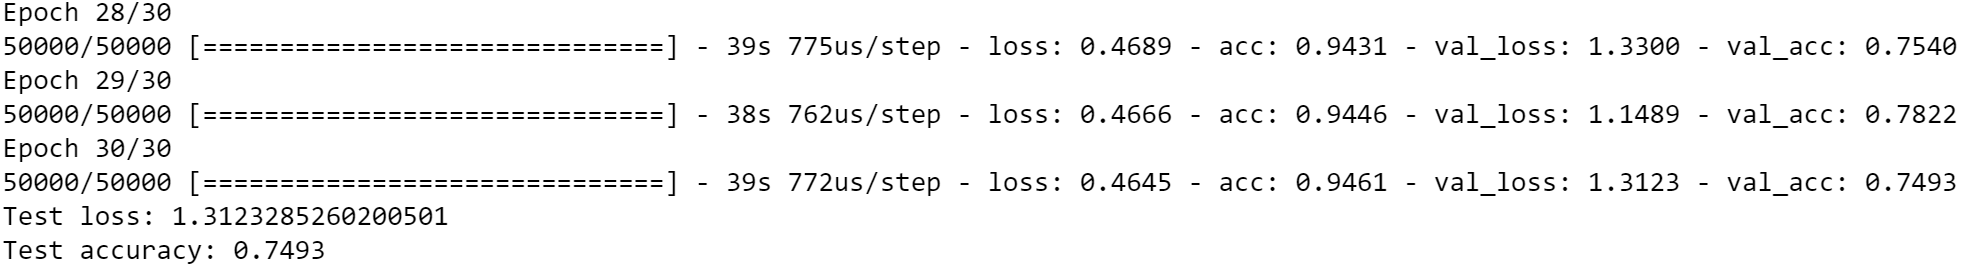 Epoch 28/30
50000/50000 [==============================] - 39s 775us/step - loss: 0.4689 - acc: 0.9431 - val_loss: 1.3300 - val_acc: 0.7540
Epoch 29/30
50000/50000 [==============================] - 38s 762us/step - loss: 0.4666 - acc: 0.9446 - val_loss: 1.1489 - val_acc: 0.7822
Epoch 30/30
50000/50000 [==============================] - 39s 772us/step - loss: 0.4645 - acc: 0.9461 - val_loss: 1.3123 - val_acc: 0.7493
Test loss: 1.3123285260200501
Test accuracy: 0.7493